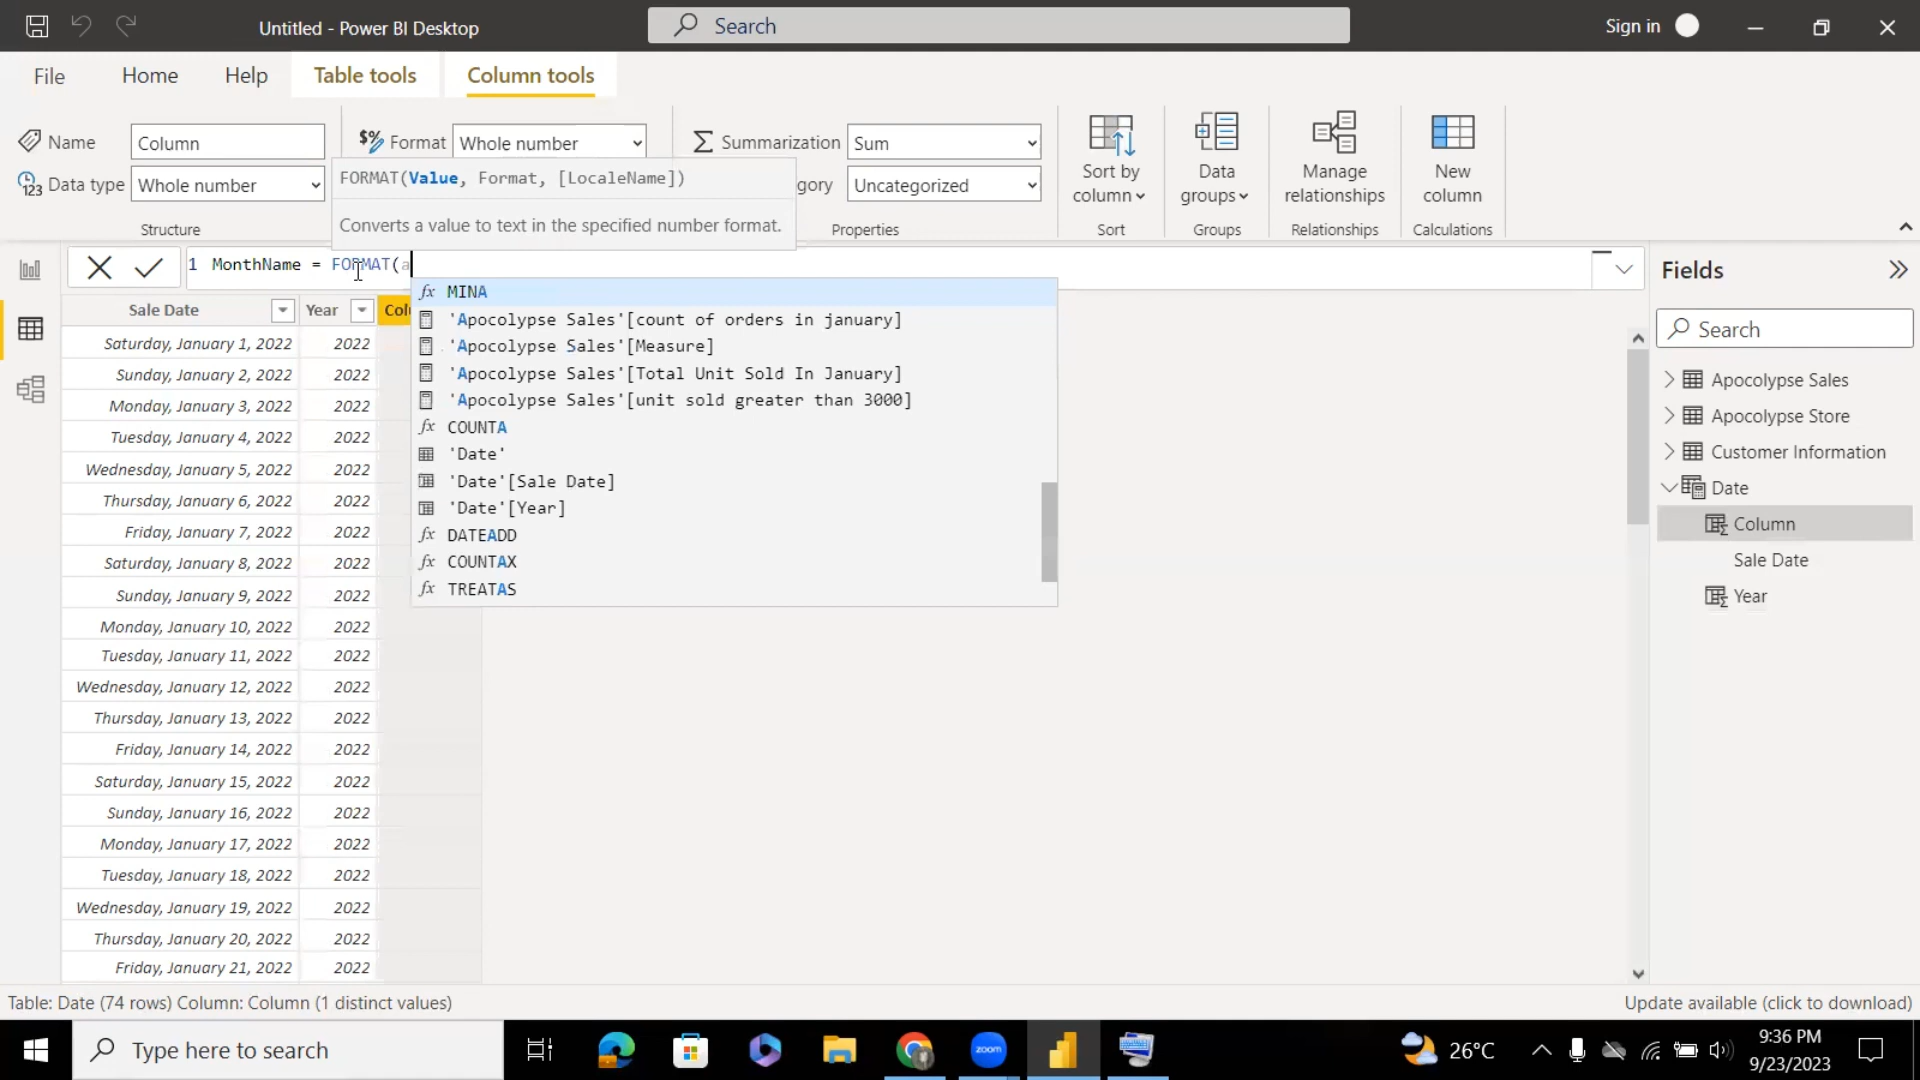 Untitled - Power BI Desktop
Search
Sign in
File
Home
Help
Table tools
Column tools
Name
Column
Format
Whole number
Summarization
Sum
Data type
Whole number
gory
Uncategorized
Structure
Properties
Sort by
column
Sort
Data
groups
Groups
Manage
relationships
Relationships
New
column
Calculations
FORMAT(Value, Format, [LocaleName])
Converts a value to text in the specified number format.
1 MonthName = FORMAT(a
MINA
'Apocolypse Sales'[count of orders in january]
'Apocolypse Sales'[Measure]
'Apocolypse Sales'[Total Unit Sold In January]
'Apocolypse Sales'[unit sold greater than 3000]
COUNTA
'Date'
'Date'[Sale Date]
'Date'[Year]
DATEADD
COUNTAX
TREATAS
Sale Date Year Colu
Saturday, January 1, 2022 2022
Sunday, January 2, 2022 2022
Monday, January 3, 2022 2022
Tuesday, January 4, 2022 2022
Wednesday, January 5, 2022 2022
Thursday, January 6, 2022 2022
Friday, January 7, 2022 2022
Saturday, January 8, 2022 2022
Sunday, January 9, 2022 2022
Monday, January 10, 2022 2022
Tuesday, January 11, 2022 2022
Wednesday, January 12, 2022 2022
Thursday, January 13, 2022 2022
Friday, January 14, 2022 2022
Saturday, January 15, 2022 2022
Sunday, January 16, 2022 2022
Monday, January 17, 2022 2022
Tuesday, January 18, 2022 2022
Wednesday, January 19, 2022 2022
Thursday, January 20, 2022 2022
Friday, January 21, 2022 2022
Fields
Search
Apocolypse Sales
Apocolypse Store
Customer Information
Date
Column
Sale Date
Year
Table: Date (74 rows) Column: Column (1 distinct values)
Update available (click to download)
Type here to search
zoom
26°C
9:36 PM
9/23/2023